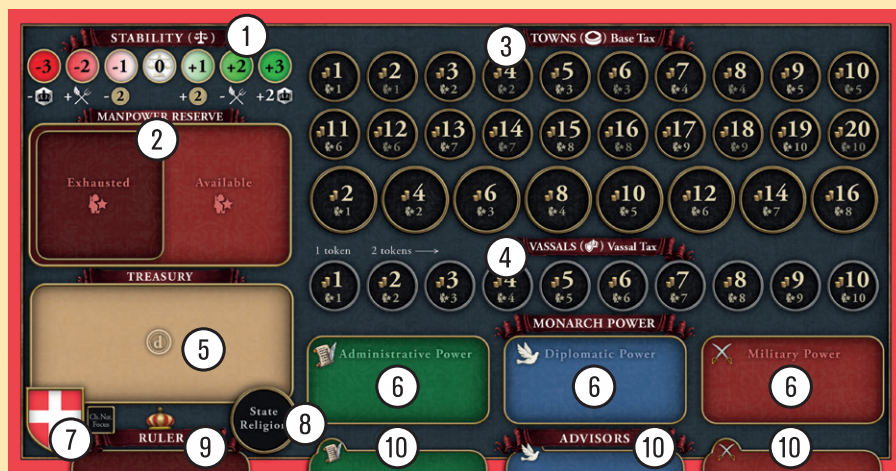 STABILITY ( )
1
-3 -2 -1 0 +1 +2 +3
- + -2 +2 - +2
MANPOWER RESERVE
2
Exhausted
Available
TREASURY
d
5
7
Ch. Nat.
Focus
State
Religion
8
RULER
9
TOWNS ( ) Base Tax
3
1 2 3 4 5 6 7 8 9 10
1 1 2 2 3 3 4 4 5 5
11 12 13 14 15 16 17 18 19 20
6 6 7 7 8 8 9 9 10 10
2 4 6 8 10 12 14 16
1 2 3 4 5 6 7 8
1 token 2 tokens →
VASSALS ( ) Vassal Tax
4
1 2 3 4 5 6 7 8 9 10
1 2 3 4 5 6 7 8 9 10
MONARCH POWER
Administrative Power
6
Diplomatic Power
6
Military Power
6
ADVISORS
10
10
10